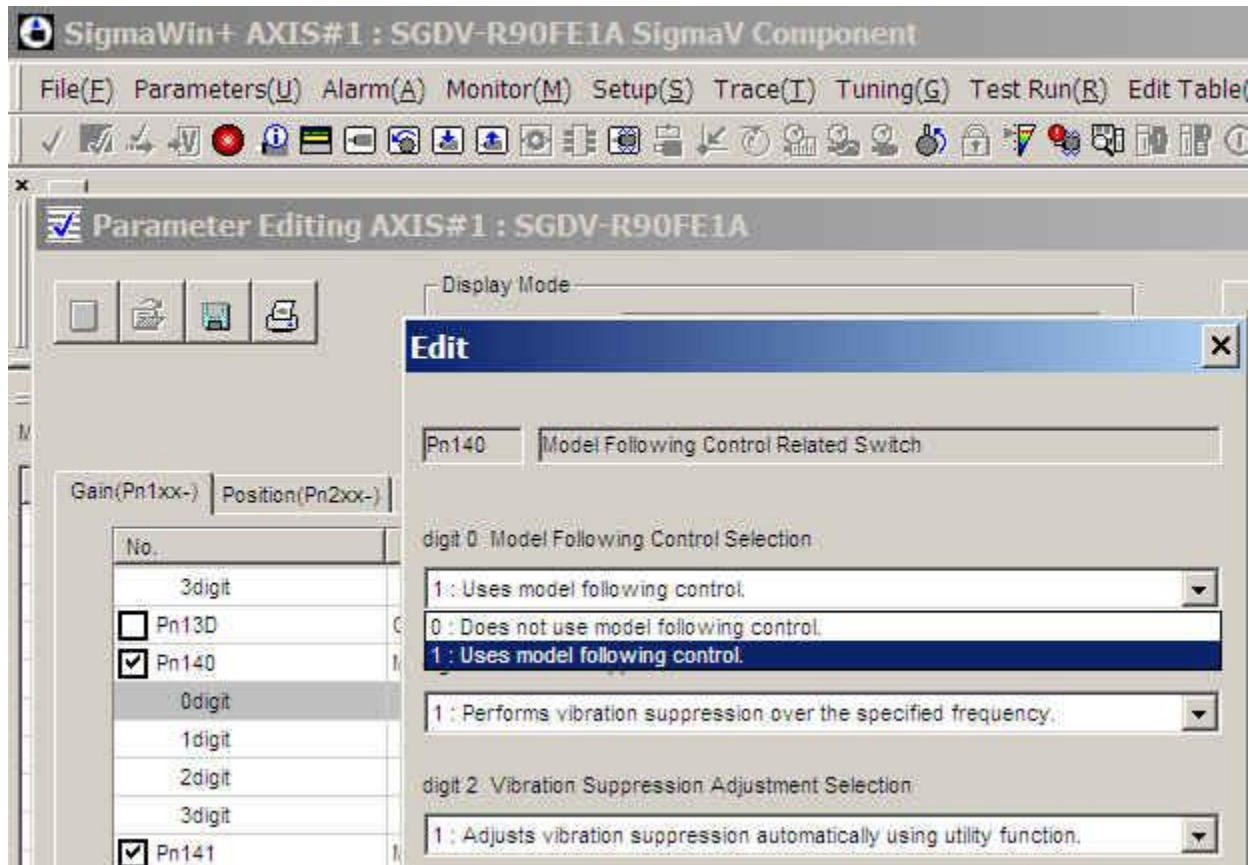 SigmaWin+ AXIS#1 : SGDV-R90FE1A SigmaV Component
File(F) Parameters(U) Alarm(A) Monitor(M) Setup(S) Trace(T) Tuning(G) Test Run(R) Edit Table(
Parameter Editing AXIS#1 : SGDV-R90FE1A
Display Mode
Edit
Pn140 Model Following Control Related Switch
Gain(Pn1xx-) Position(Pn2xx-)
No.
3digit
Pn13D
Pn140
0digit
1digit
2digit
3digit
Pn141
digit 0 Model Following Control Selection
1 : Uses model following control.
0 : Does not use model following control.
1 : Uses model following control.
1 : Performs vibration suppression over the specified frequency.
digit 2 Vibration Suppression Adjustment Selection
1 : Adjusts vibration suppression automatically using utility function.